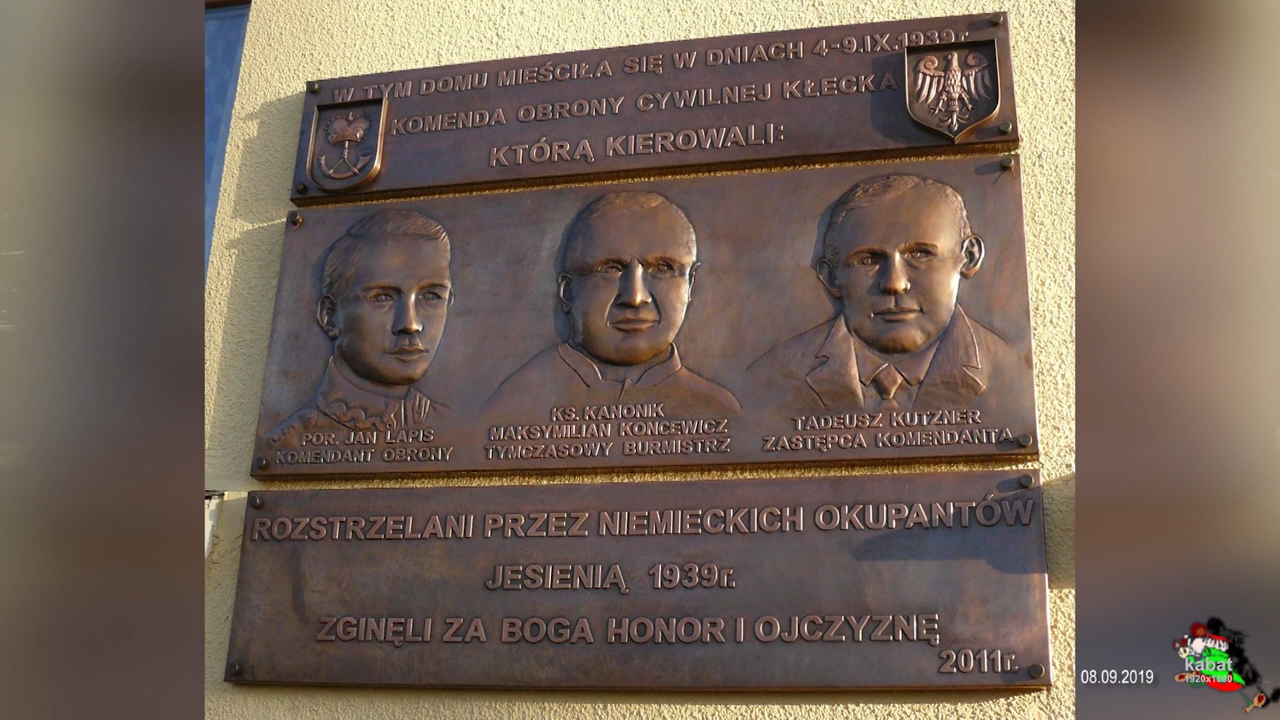 W TYM DOMU MIEŚCIŁA SIĘ W DNIACH 4-9.IX.1939r.
KOMENDA OBRONY CYWILNEJ KŁECKA
KTÓRĄ KIEROWALI:
POR. JAN LAPIS
KOMENDANT OBRONY
KS. KANONIK
MAKSYMILIAN KONCEWICZ
TYMCZASOWY BURMISTRZ
TADEUSZ KUTZNER
ZASTĘPCA KOMENDANTA
ROZSTRZELANI PRZEZ NIEMIECKICH OKUPANTÓW
JESIENIĄ 1939r.
ZGINĘLI ZA BOGA HONOR I OJCZYZNĘ
2011r.
08.09.2019
kabat
1920x1080